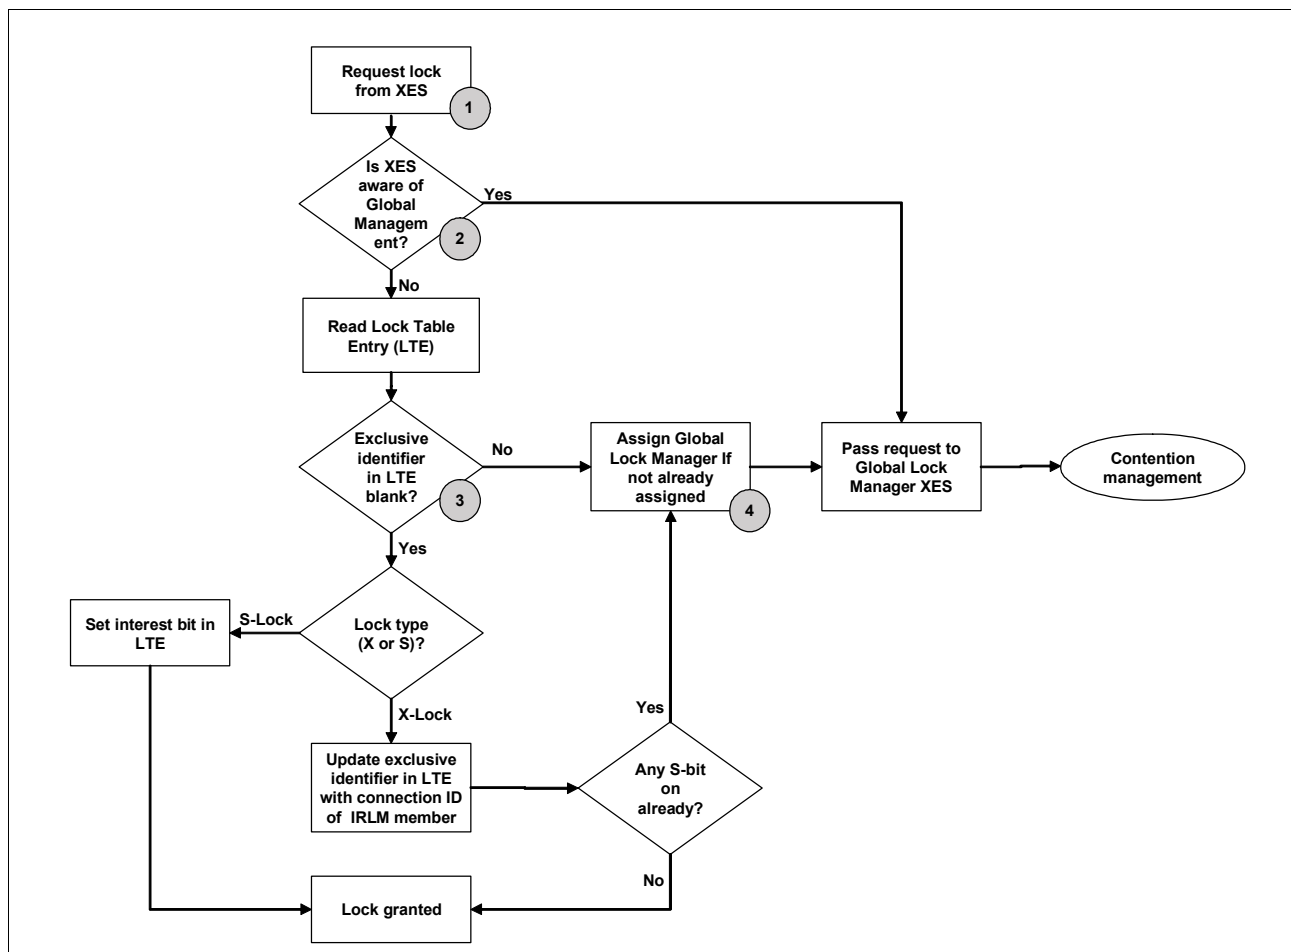 Request lock
from XES
1
Is XES
aware of
Global
Managem
ent?
2
Yes
No
Read Lock Table
Entry (LTE)
Exclusive
identifier
in LTE
blank?
3
No
Assign Global
Lock Manager If
not already
assigned
4
Pass request to
Global Lock
Manager XES
Contention
management
Yes
Set interest bit in
LTE
S-Lock
Lock type
(X or S)?
X-Lock
Update exclusive
identifier in LTE
with connection ID
of IRLM member
Yes
Any S-bit
on
already?
No
Lock granted